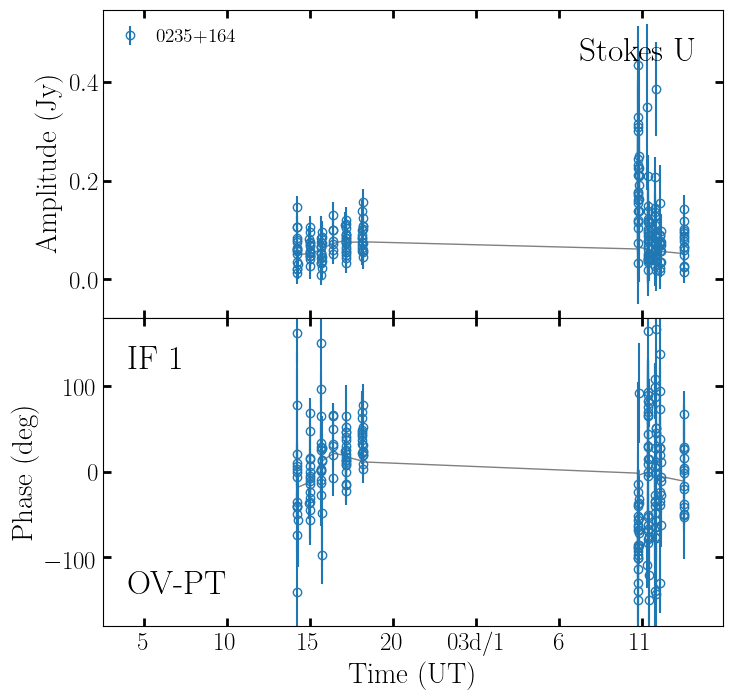 0235+164
Stokes U
Amplitude (Jy)
0.4
0.2
0.0
IF 1
Phase (deg)
100
0
−100
OV-PT
5 10 15 20 03d/1 6 11
Time (UT)